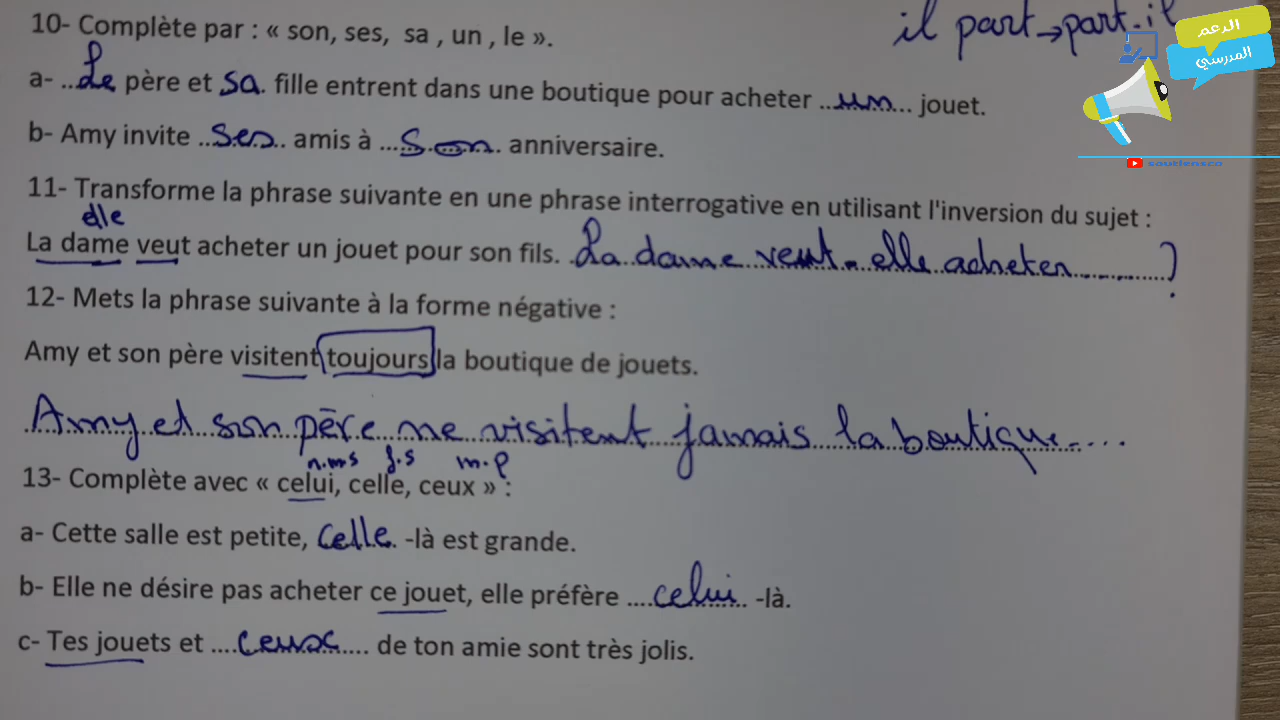 il part → part-il
الدعم
المدرسي
soutiensco
10- Complète par : « son, ses, sa , un , le ».
a- ...Le père et sa. fille entrent dans une boutique pour acheter ...un... jouet.
b- Amy invite ...ses.. amis à ...son.. anniversaire.
11- Transforme la phrase suivante en une phrase interrogative en utilisant l'inversion du sujet :
elle
La dame veut acheter un jouet pour son fils. La dame veut-elle acheter............?
12- Mets la phrase suivante à la forme négative :
Amy et son père visitent toujours la boutique de jouets.
Amy et son père ne visitent jamais la boutique....
n.m.s f.s m.p
13- Complète avec « celui, celle, ceux » :
a- Cette salle est petite, celle. -là est grande.
b- Elle ne désire pas acheter ce jouet, elle préfère ....celui.. -là.
c- Tes jouets et ....ceux.... de ton amie sont très jolis.